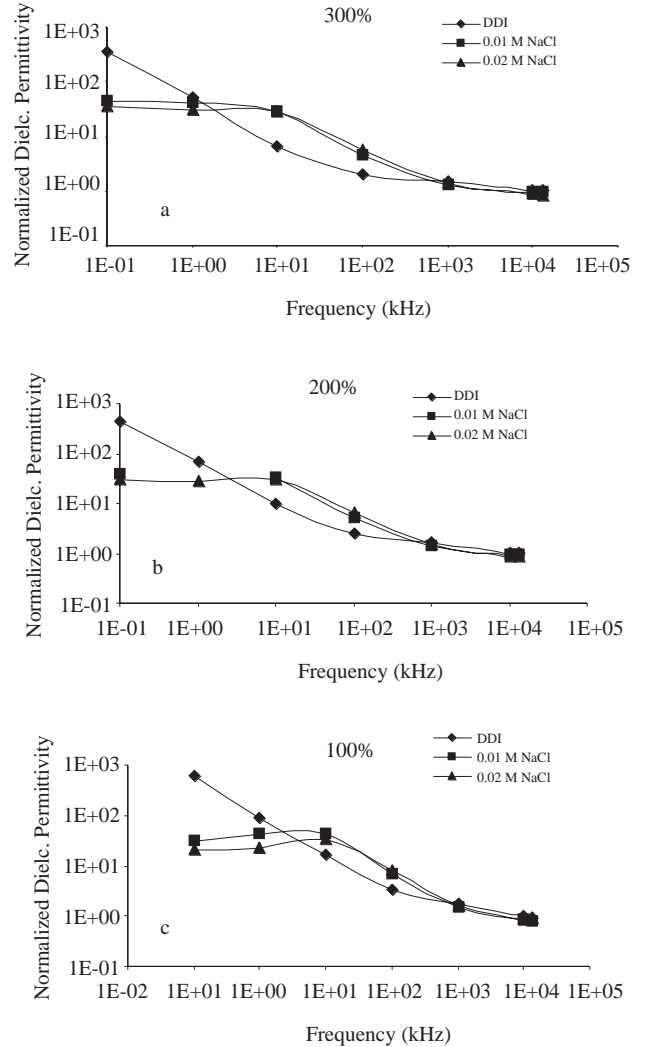 300%
DDI
0.01 M NaCl
0.02 M NaCl
Normalized Dielc. Permittivity
1E+03
1E+02
1E+01
1E+00
1E-01
a
1E-01 1E+00 1E+01 1E+02 1E+03 1E+04 1E+05
Frequency (kHz)
200%
DDI
0.01 M NaCl
0.02 M NaCl
Normalized Dielc. Permittivity
1E+03
1E+02
1E+01
1E+00
1E-01
b
1E-01 1E+00 1E+01 1E+02 1E+03 1E+04 1E+05
Frequency (kHz)
100%
DDI
0.01 M NaCl
0.02 M NaCl
Normalized Dielc. Permittivity
1E+03
1E+02
1E+01
1E+00
1E-01
c
1E-02 1E+01 1E+00 1E+01 1E+02 1E+03 1E+04 1E+05
Frequency (kHz)